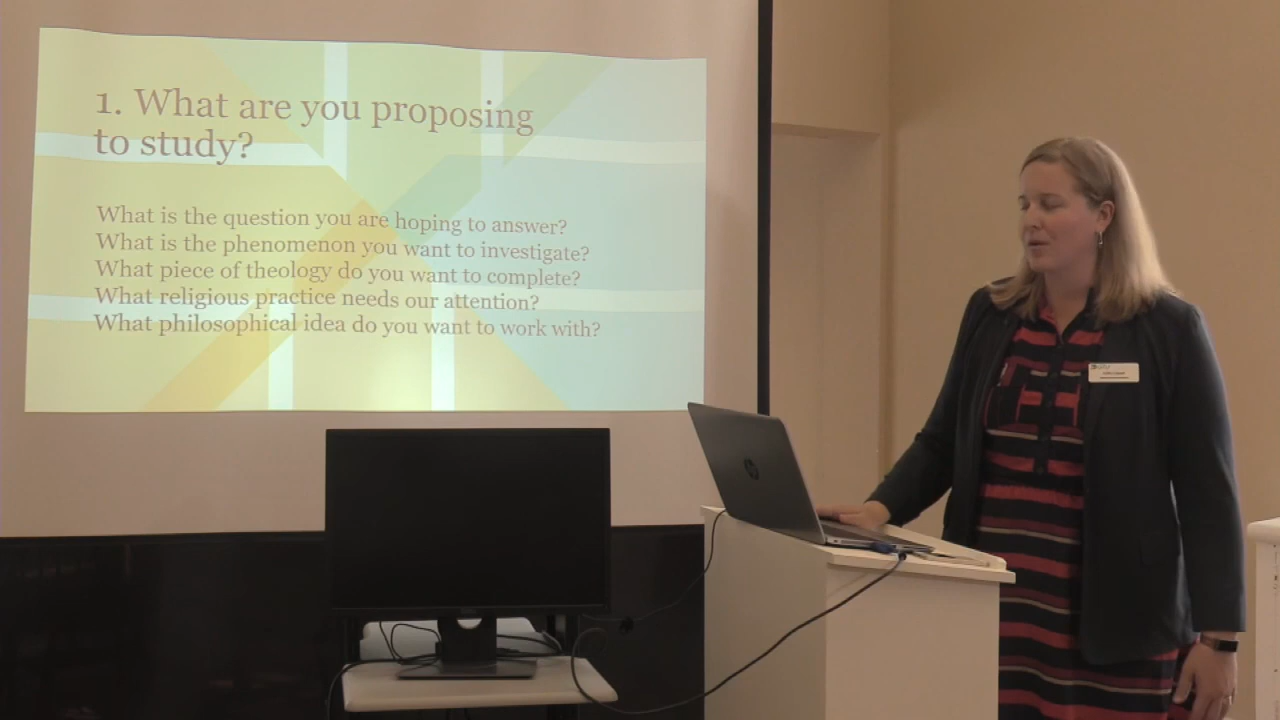 1. What are you proposing
to study?
What is the question you are hoping to answer?
What is the phenomenon you want to investigate?
What piece of theology do you want to complete?
What religious practice needs our attention?
What philosophical idea do you want to work with?
hp